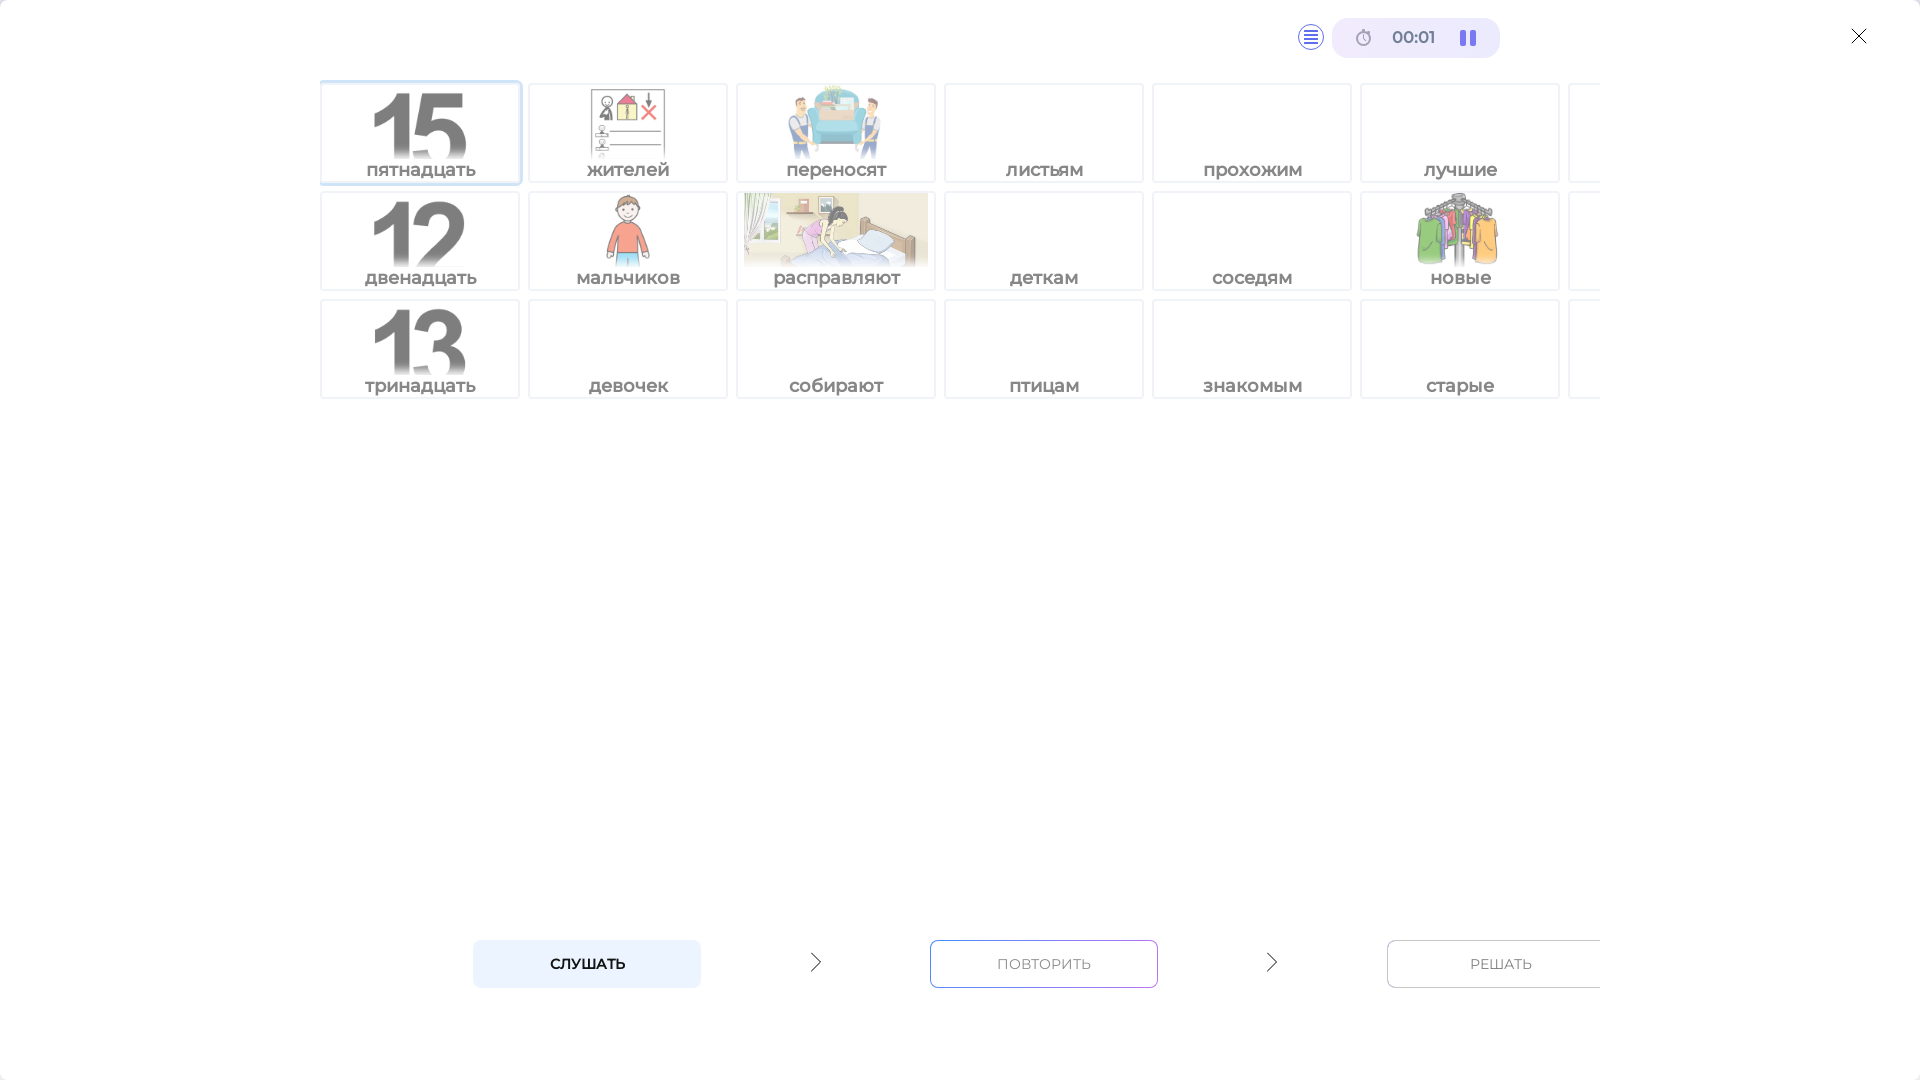 00:01
15
пятнадцать
жителей
переносят
листьям
прохожим
лучшие
12
двенадцать
мальчиков
расправляют
деткам
соседям
новые
13
тринадцать
девочек
собирают
птицам
знакомым
старые
СЛУШАТЬ
ПОВТОРИТЬ
РЕШАТЬ